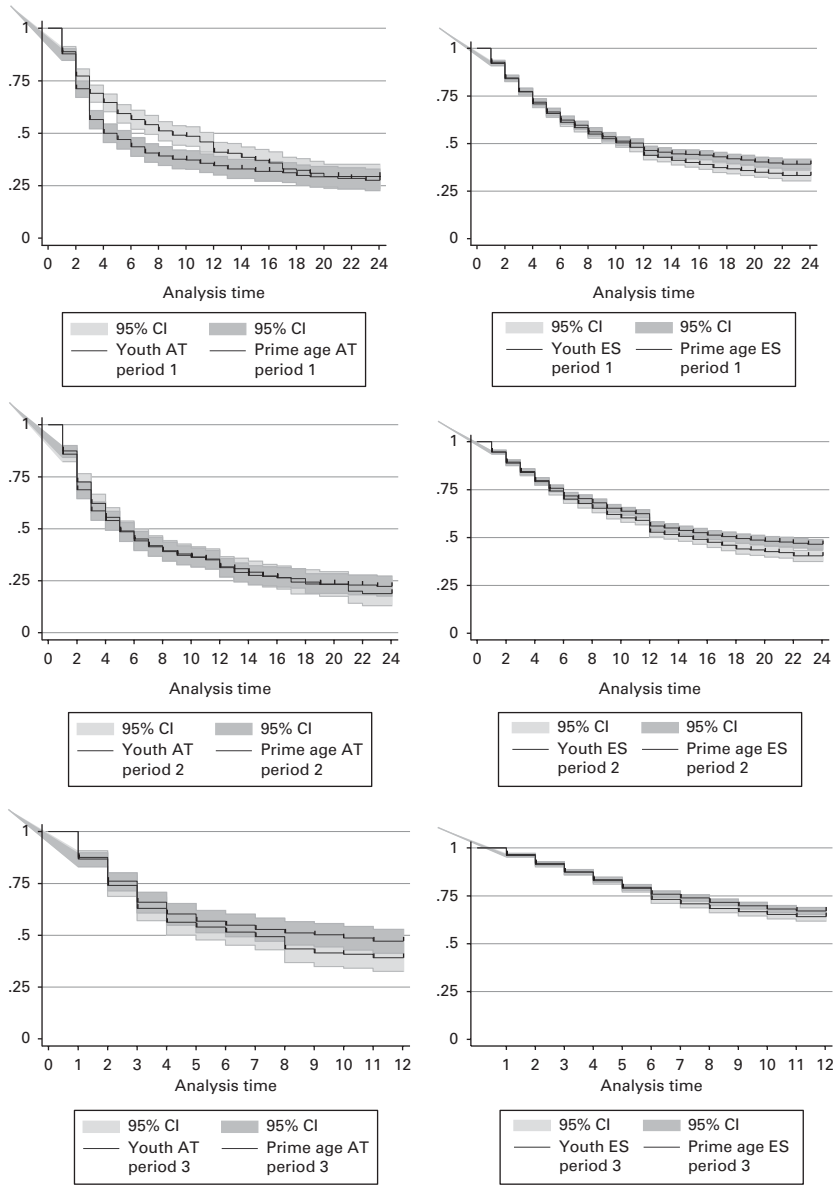 1
.75
.5
.25
0
0 2 4 6 8 10 12 14 16 18 20 22 24
Analysis time
95% CI 95% CI
Youth AT Prime age AT
period 1 period 1
1
.75
.5
.25
0
0 2 4 6 8 10 12 14 16 18 20 22 24
Analysis time
95% CI 95% CI
Youth ES Prime age ES
period 1 period 1
1
.75
.5
.25
0
0 2 4 6 8 10 12 14 16 18 20 22 24
Analysis time
95% CI 95% CI
Youth AT Prime age AT
period 2 period 2
1
.75
.5
.25
0
0 2 4 6 8 10 12 14 16 18 20 22 24
Analysis time
95% CI 95% CI
Youth ES Prime age ES
period 2 period 2
1
.75
.5
.25
0
0 1 2 3 4 5 6 7 8 9 10 11 12
Analysis time
95% CI 95% CI
Youth AT Prime age AT
period 3 period 3
1
.75
.5
.25
0
1 2 3 4 5 6 7 8 9 10 11 12
Analysis time
95% CI 95% CI
Youth ES Prime age ES
period 3 period 3